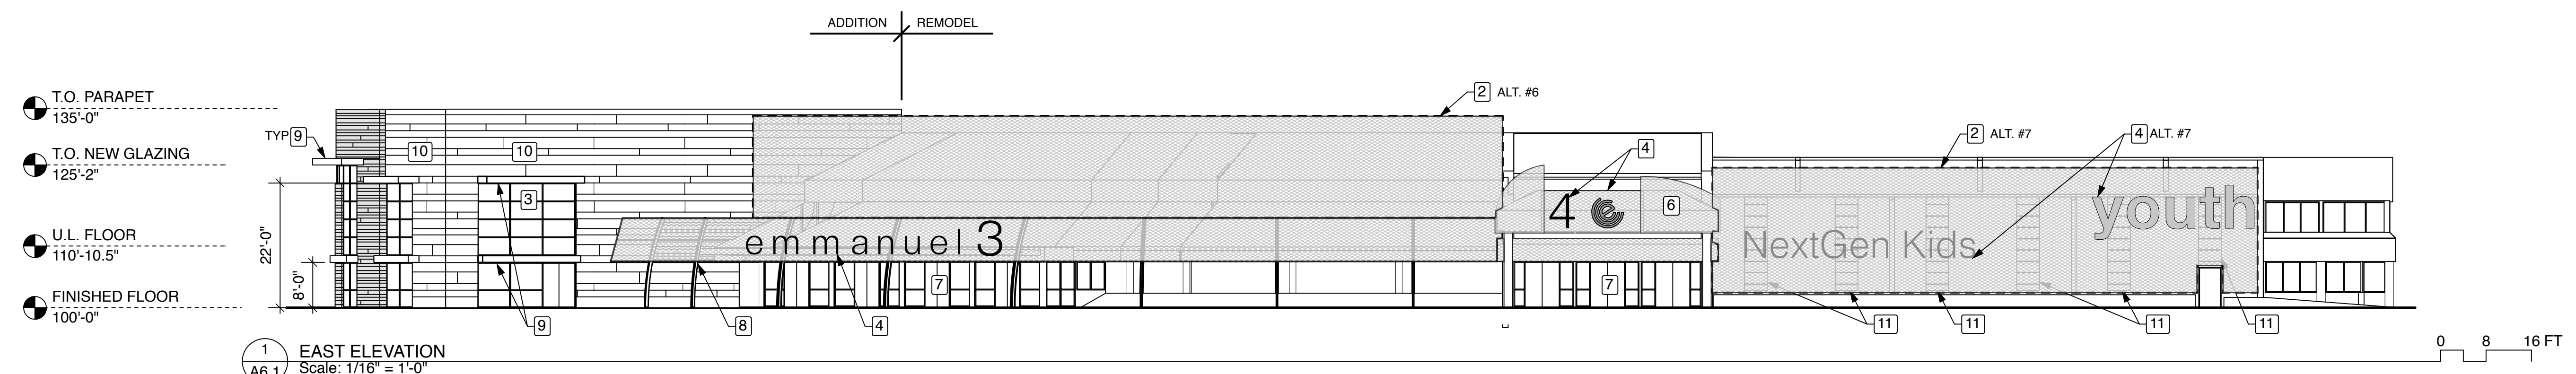 ADDITION REMODEL
2 ALT. #6
T.O. PARAPET
135'-0"
TYP 9
2 ALT. #7
4 ALT. #7
4
10 10
T.O. NEW GLAZING
125'-2"
3
4
6
youth
22'-0"
U.L. FLOOR
110'-10.5"
emmanuel 3
NextGen Kids
8'-0"
7
7
FINISHED FLOOR
100'-0"
9 8 4 11 11 11 11
1
A6.1
EAST ELEVATION
Scale: 1/16" = 1'-0"
0 8 16 FT